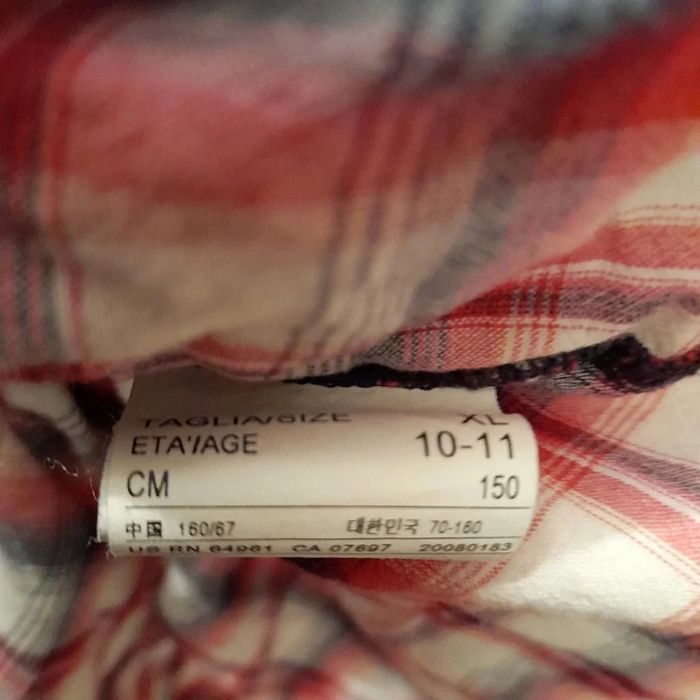 TAGLIA/SIZE XL
ETA'/AGE 10-11
CM 150
中国 160/67 대한민국 70-160
US RN 64961 CA 07697 20080183